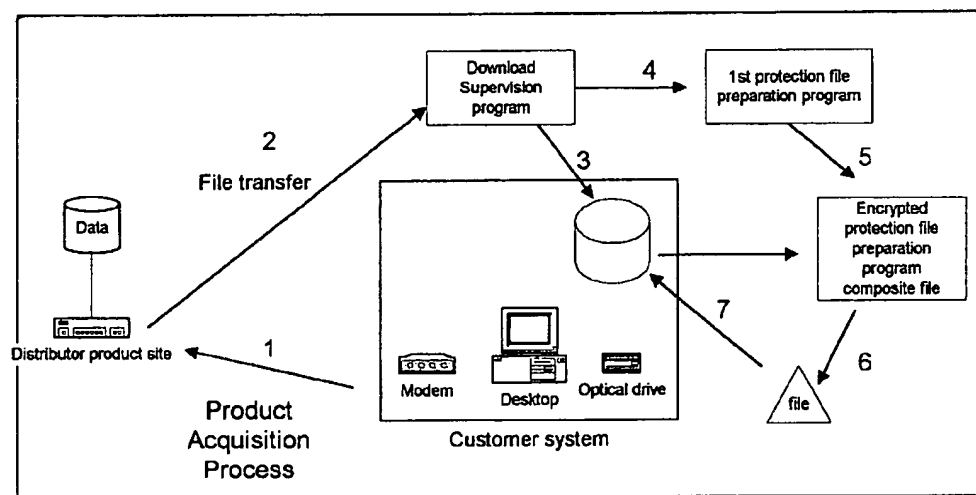 Download
Supervision
program
4
1st protection file
preparation program
2
File transfer
3
5
Data
Encrypted
protection file
preparation
program
composite file
Distributor product site
1
Modem
Desktop
Optical drive
7
6
file
Product
Acquisition
Process
Customer system